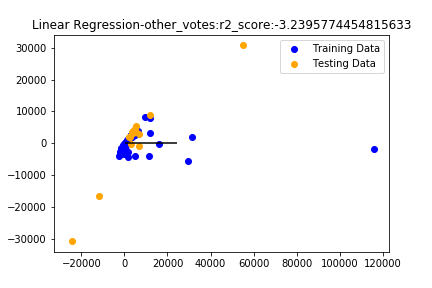 Linear Regression-other_votes:r2_score:-3.2395774454815633
Training Data
Testing Data
30000
20000
10000
0
−10000
−20000
−30000
−20000 0 20000 40000 60000 80000 100000 120000